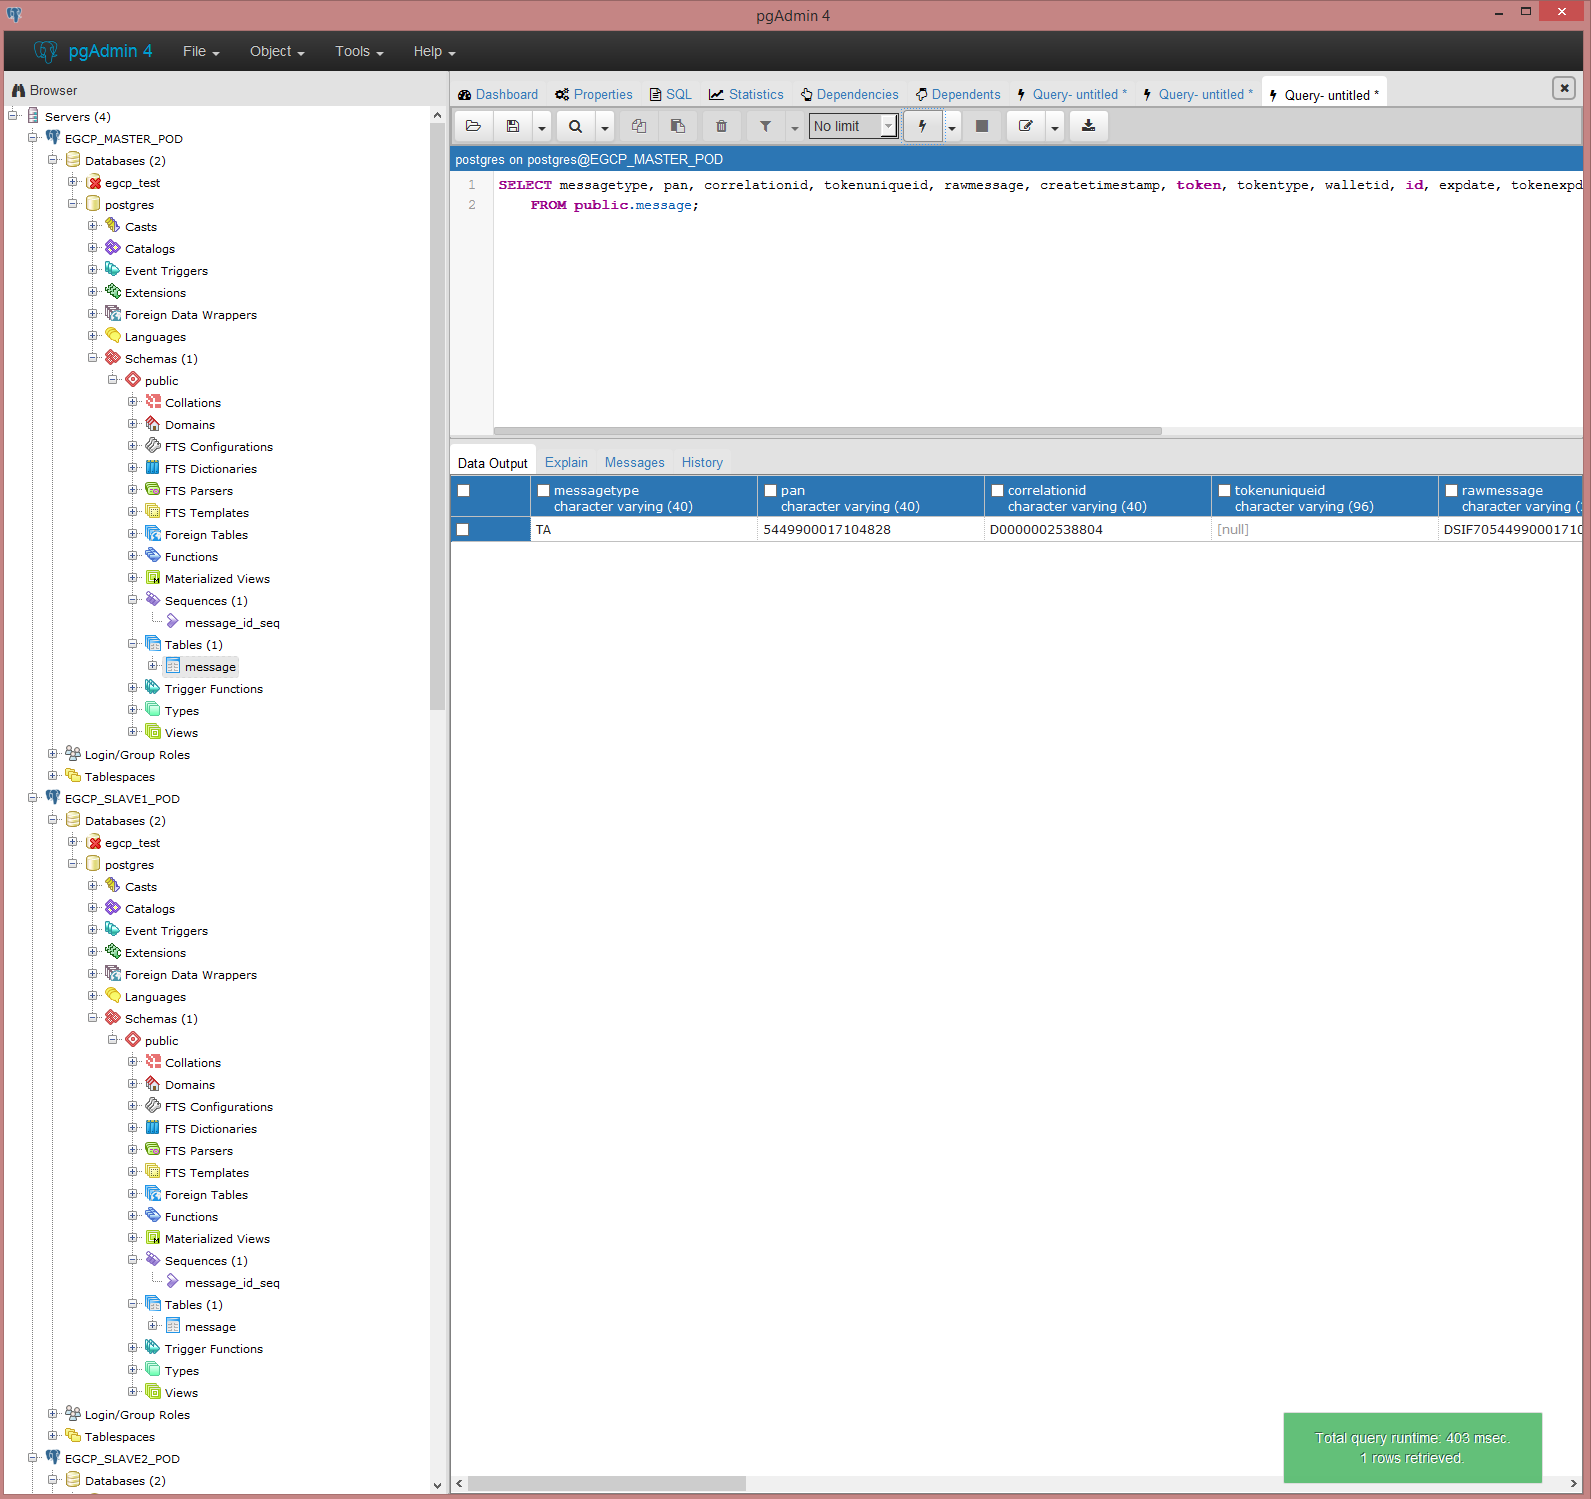 pgAdmin 4
pgAdmin 4 File Object Tools Help
Browser
Servers (4)
EGCP_MASTER_POD
Databases (2)
egcp_test
postgres
Casts
Catalogs
Event Triggers
Extensions
Foreign Data Wrappers
Languages
Schemas (1)
public
Collations
Domains
FTS Configurations
FTS Dictionaries
FTS Parsers
FTS Templates
Foreign Tables
Functions
Materialized Views
Sequences (1)
message_id_seq
Tables (1)
message
Trigger Functions
Types
Views
Login/Group Roles
Tablespaces
EGCP_SLAVE1_POD
Databases (2)
egcp_test
postgres
Casts
Catalogs
Event Triggers
Extensions
Foreign Data Wrappers
Languages
Schemas (1)
public
Collations
Domains
FTS Configurations
FTS Dictionaries
FTS Parsers
FTS Templates
Foreign Tables
Functions
Materialized Views
Sequences (1)
message_id_seq
Tables (1)
message
Trigger Functions
Types
Views
Login/Group Roles
Tablespaces
EGCP_SLAVE2_POD
Databases (2)
Dashboard Properties SQL Statistics Dependencies Dependents Query- untitled * Query- untitled * Query- untitled *
No limit
postgres on postgres@EGCP_MASTER_POD
1 SELECT messagetype, pan, correlationid, tokenuniqueid, rawmessage, createtimestamp, token, tokentype, walletid, id, expdate, tokenexpd
2 FROM public.message;
Data Output Explain Messages History
messagetype pan correlationid tokenuniqueid rawmessage
character varying (40) character varying (40) character varying (40) character varying (96) character varying (
TA 5449900017104828 D0000002538804 [null] DSIF70544990001710
Total query runtime: 403 msec.
1 rows retrieved.